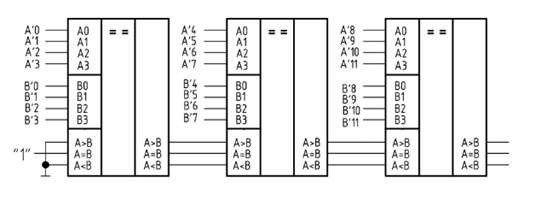 A'0 A0 == A'4 A0 == A'8 A0 ==
A'1 A1 A'5 A1 A'9 A1
A'2 A2 A'6 A2 A'10 A2
A'3 A3 A'7 A3 A'11 A3
B'0 B0 B'4 B0 B'8 B0
B'1 B1 B'5 B1 B'9 B1
B'2 B2 B'6 B2 B'10 B2
B'3 B3 B'7 B3 B'11 B3
A>B A>B A>B A>B A>B A>B
"1" A=B A=B A=B A=B A=B A=B
A<B A<B A<B A<B A<B A<B